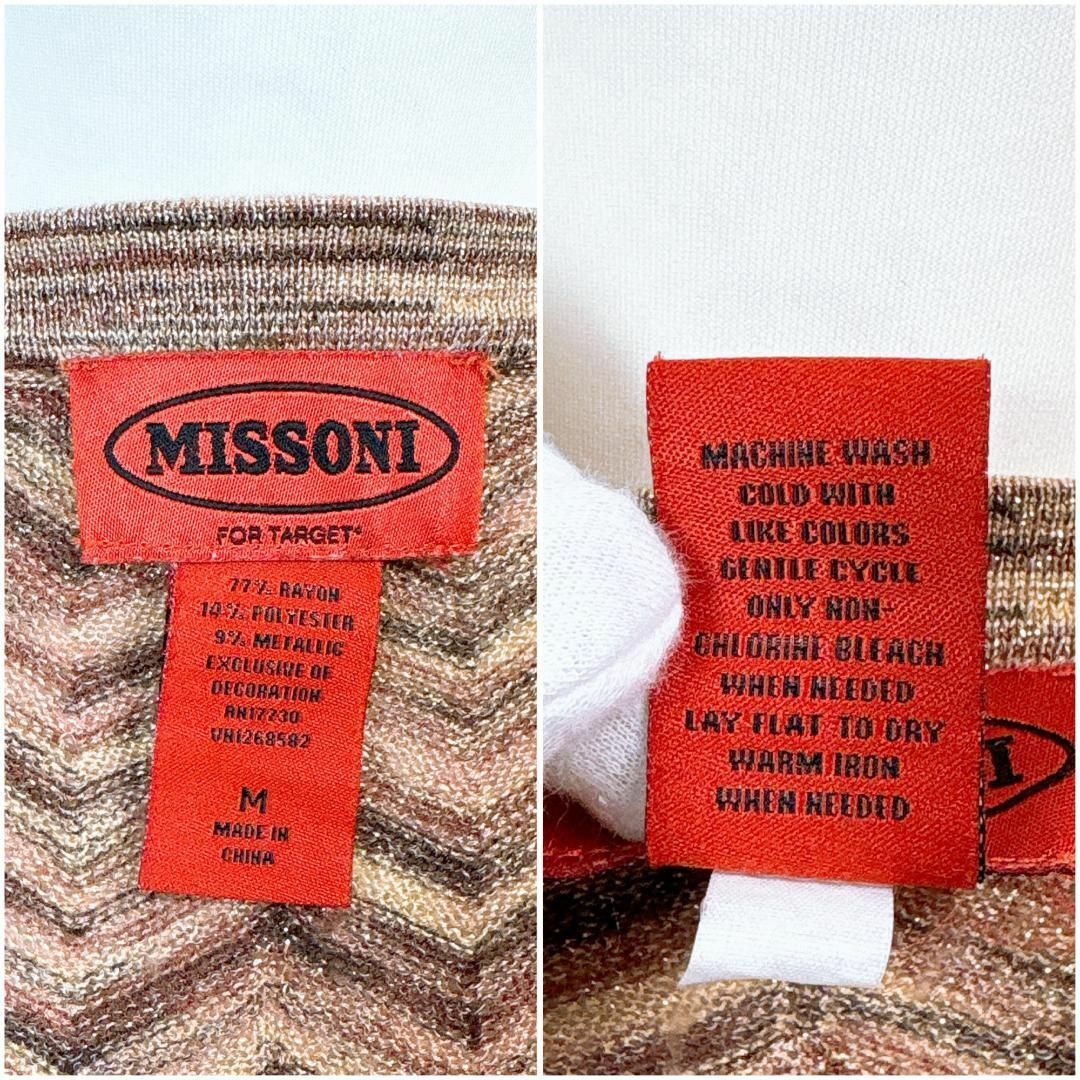 MISSONI
FOR TARGET®
77% RAYON
14% POLYESTER
9% METALLIC
EXCLUSIVE OF
DECORATION
RN17730
VN1268582
M
MADE IN
CHINA
MACHINE WASH
COLD WITH
LIKE COLORS
GENTLE CYCLE
ONLY NON-
CHLORINE BLEACH
WHEN NEEDED
LAY FLAT TO DRY
WARM IRON
WHEN NEEDED
I